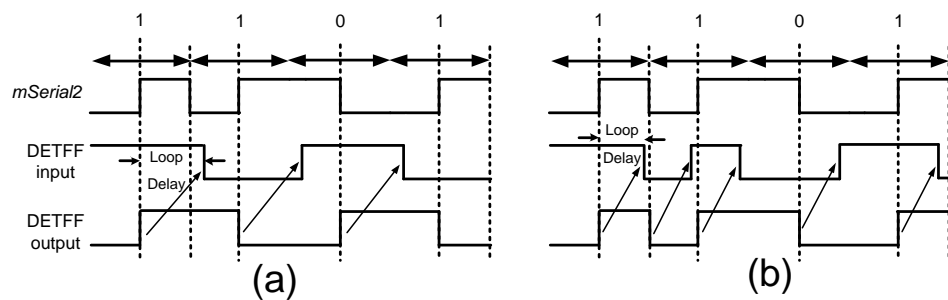 1 1 0 1 1 1 0 1
mSerial2
DETFF
input
Loop
Delay
Loop
Delay
DETFF
output
(a)
(b)